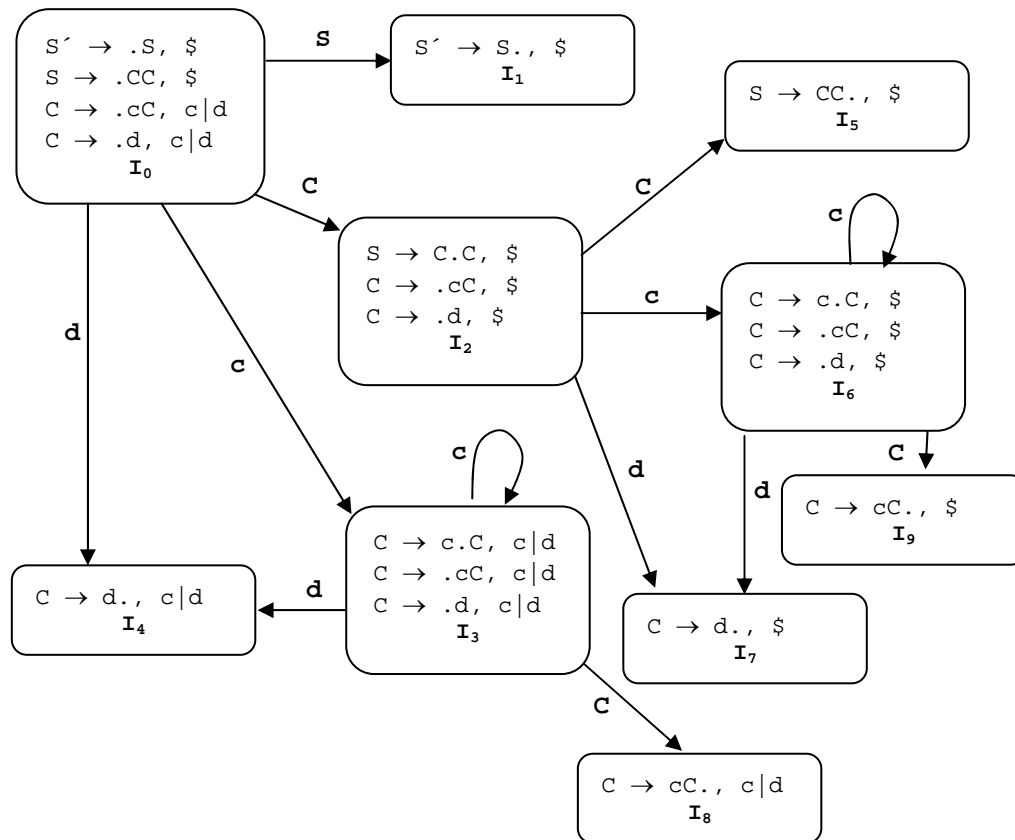 S´ → .S, $
S → .CC, $
C → .cC, c|d
C → .d, c|d
I₀
S
S´ → S., $
I₁
S → CC., $
I₅
C
C
c
S → C.C, $
C → .cC, $
C → .d, $
I₂
c
C → c.C, $
C → .cC, $
C → .d, $
I₆
d
c
c
d
d
C
C → cC., $
I₉
C → c.C, c|d
C → .cC, c|d
C → .d, c|d
I₃
d
C → d., c|d
I₄
C → d., $
I₇
C
C → cC., c|d
I₈